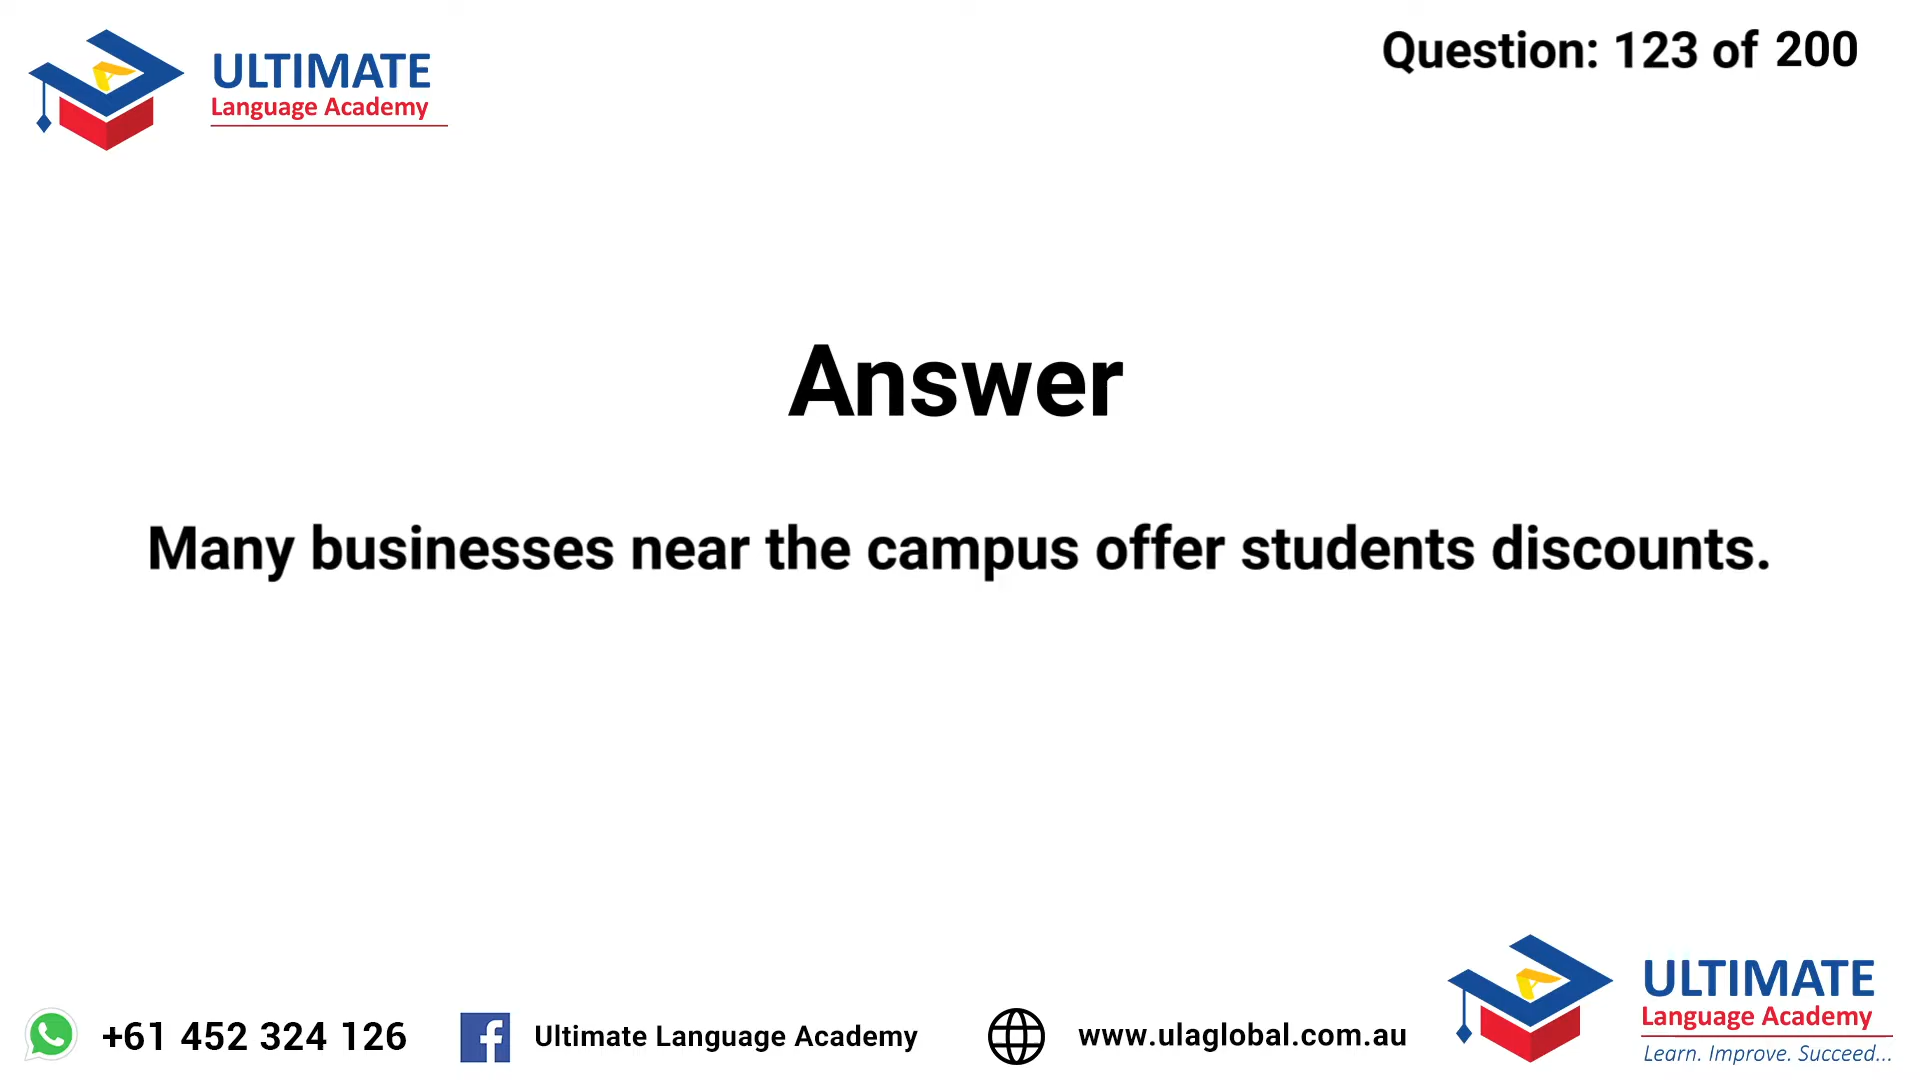 ULTIMATE
Language Academy
Question: 123 of 200
Answer
Many businesses near the campus offer students discounts.
+61 452 324 126
Ultimate Language Academy
www.ulaglobal.com.au
ULTIMATE
Language Academy
Learn. Improve. Succeed...